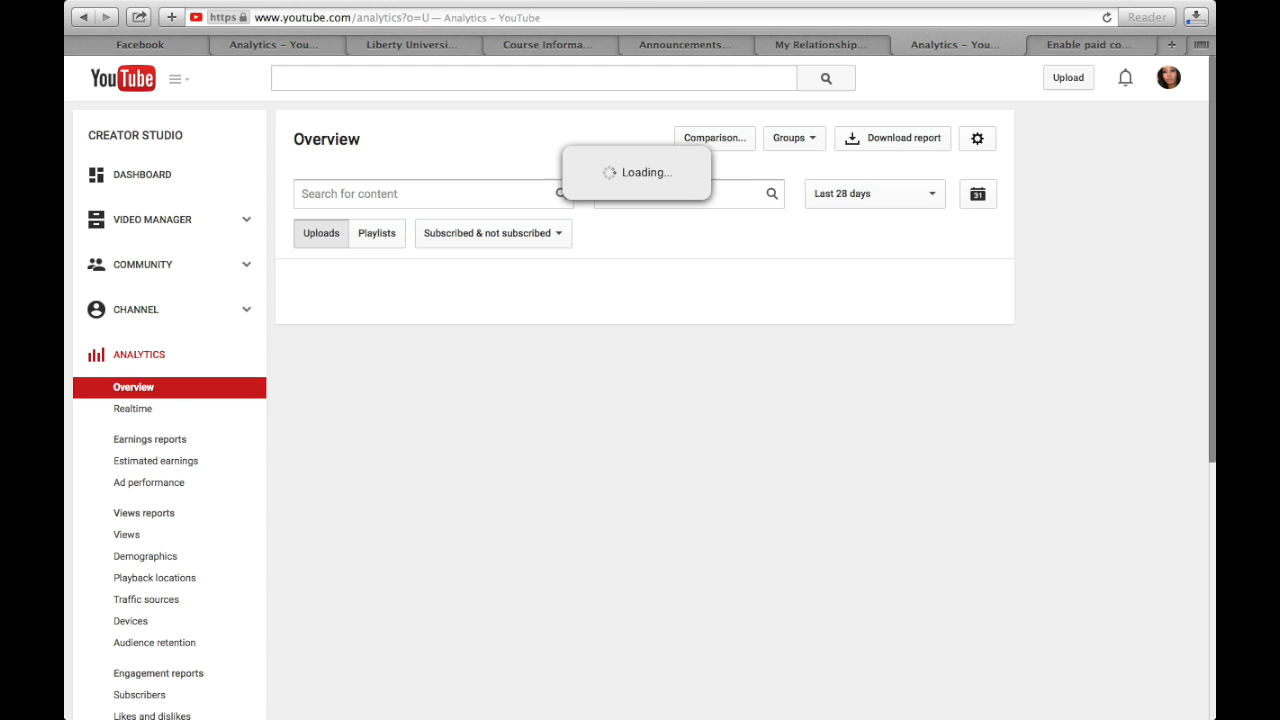 https www.youtube.com/analytics?o=U — Analytics – YouTube
Reader
Facebook
Analytics – You...
Liberty Universi...
Course Informa...
Announcements...
My Relationship...
Analytics – You...
Enable paid co...
+
YouTube
Upload
CREATOR STUDIO
DASHBOARD
VIDEO MANAGER
COMMUNITY
CHANNEL
ANALYTICS
Overview
Realtime
Earnings reports
Estimated earnings
Ad performance
Views reports
Views
Demographics
Playback locations
Traffic sources
Devices
Audience retention
Engagement reports
Subscribers
Likes and dislikes
Overview
Comparison...
Groups
Download report
Loading...
Search for content
Last 28 days
31
Uploads
Playlists
Subscribed & not subscribed